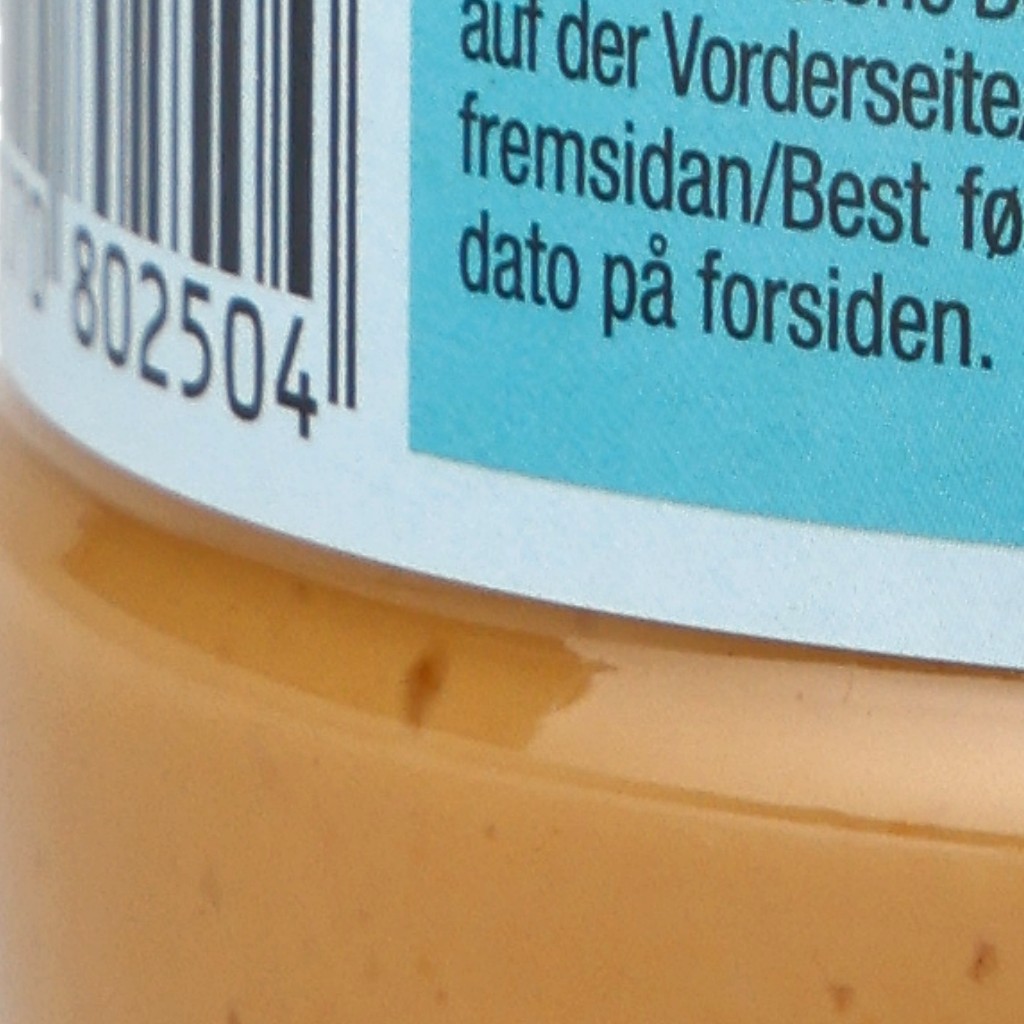 auf der Vorderseite/
fremsidan/Best fø
dato på forsiden.
802504